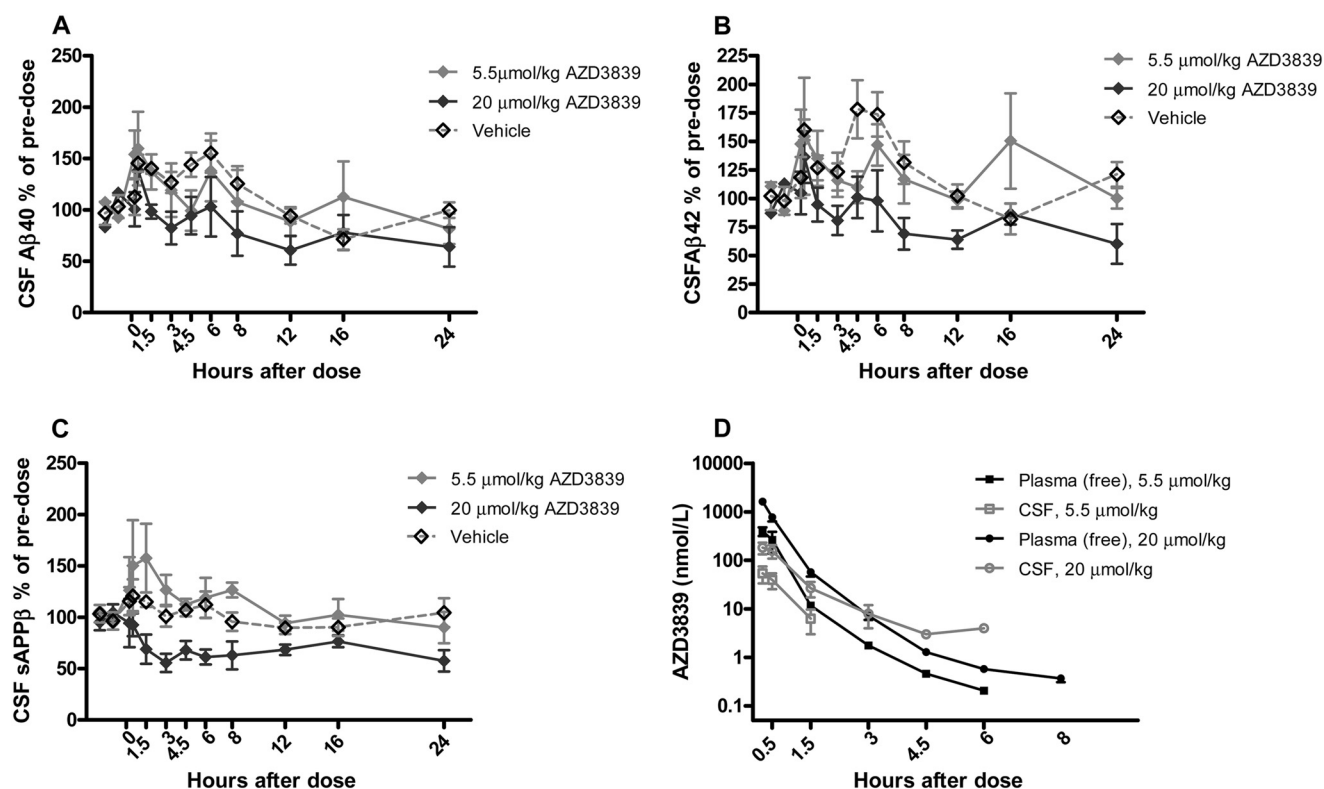 A
CSF Aβ40 % of pre-dose
250
200
150
100
50
0
0
1.5
3
4.5
6
8
12
16
24
Hours after dose
5.5μmol/kg AZD3839
20 μmol/kg AZD3839
Vehicle
B
CSFAβ42 % of pre-dose
225
200
175
150
125
100
75
50
25
0
0
1.5
3
4.5
6
8
12
16
24
Hours after dose
5.5 μmol/kg AZD3839
20 μmol/kg AZD3839
Vehicle
C
CSF sAPPβ % of pre-dose
250
200
150
100
50
0
0
1.5
3
4.5
6
8
12
16
24
Hours after dose
5.5 μmol/kg AZD3839
20 μmol/kg AZD3839
Vehicle
D
AZD3839 (nmol/L)
10000
1000
100
10
1
0.1
0.5
1.5
3
4.5
6
8
Hours after dose
Plasma (free), 5.5 μmol/kg
CSF, 5.5 μmol/kg
Plasma (free), 20 μmol/kg
CSF, 20 μmol/kg